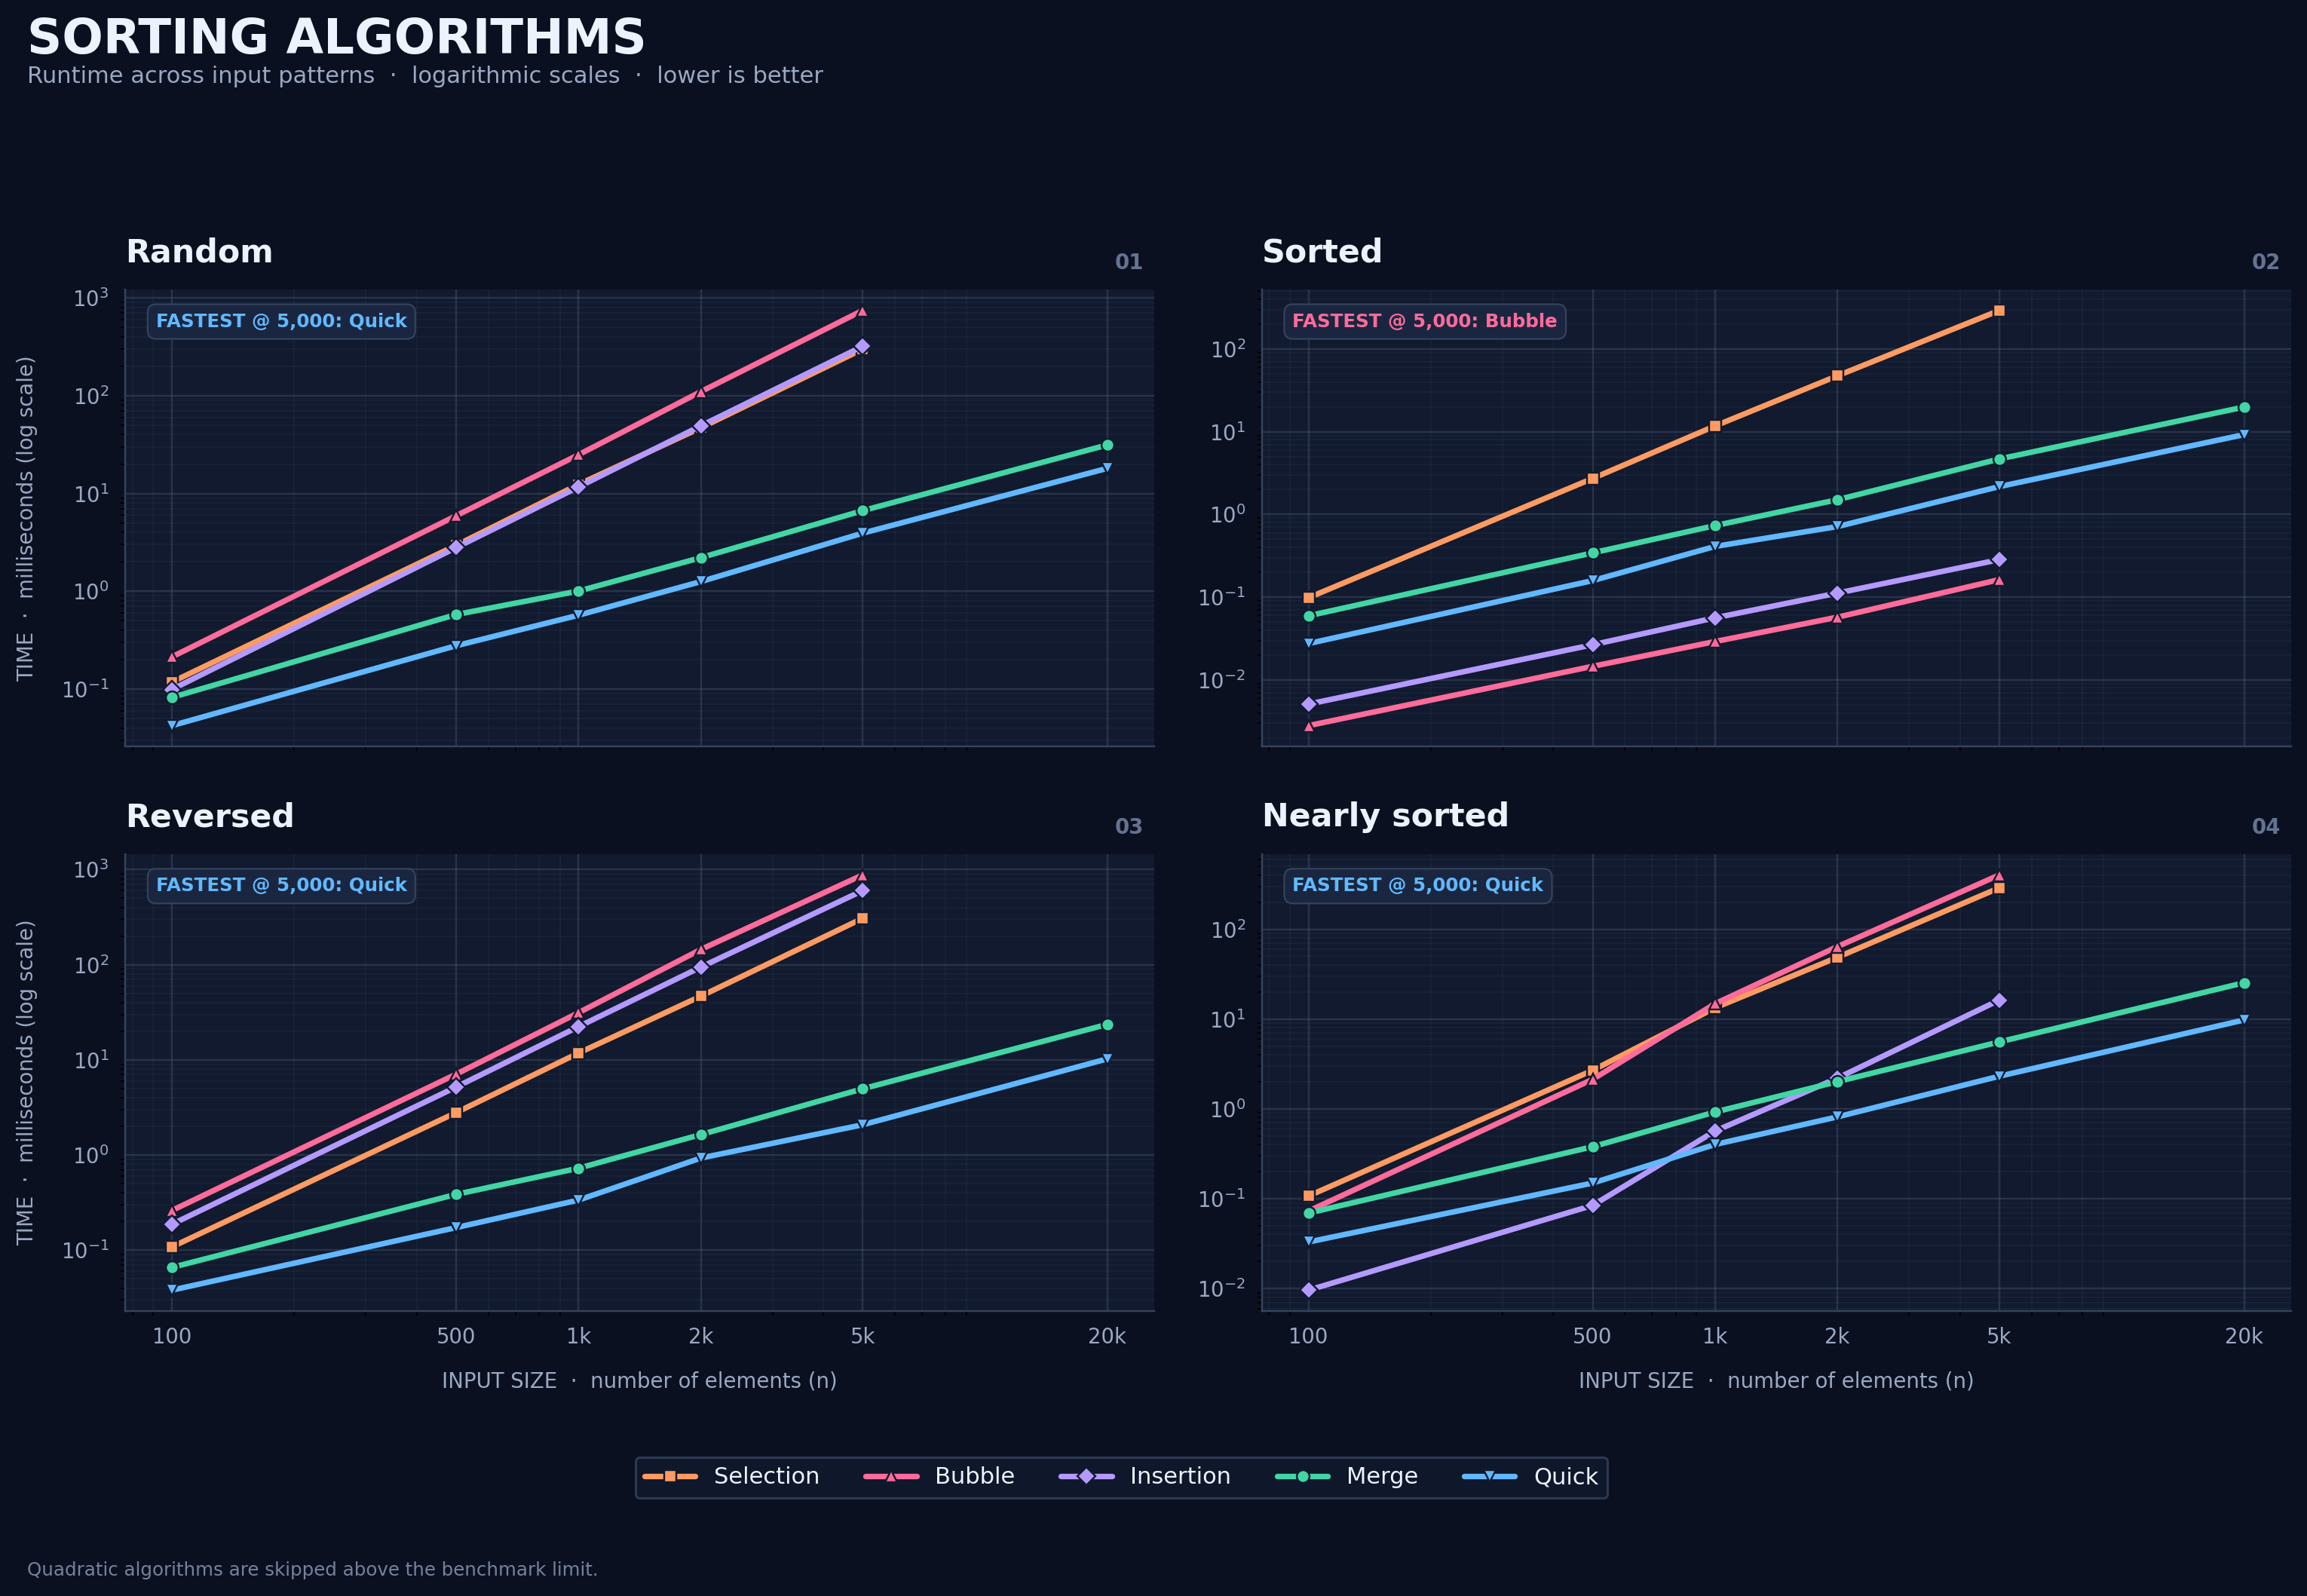 SORTING ALGORITHMS
Runtime across input patterns · logarithmic scales · lower is better
Random
01
FASTEST @ 5,000: Quick
TIME · milliseconds (log scale)
10³
10²
10¹
10⁰
10⁻¹
Sorted
02
FASTEST @ 5,000: Bubble
10²
10¹
10⁰
10⁻¹
10⁻²
Reversed
03
FASTEST @ 5,000: Quick
TIME · milliseconds (log scale)
10³
10²
10¹
10⁰
10⁻¹
100 500 1k 2k 5k 20k
INPUT SIZE · number of elements (n)
Nearly sorted
04
FASTEST @ 5,000: Quick
10²
10¹
10⁰
10⁻¹
10⁻²
100 500 1k 2k 5k 20k
INPUT SIZE · number of elements (n)
Selection Bubble Insertion Merge Quick
Quadratic algorithms are skipped above the benchmark limit.